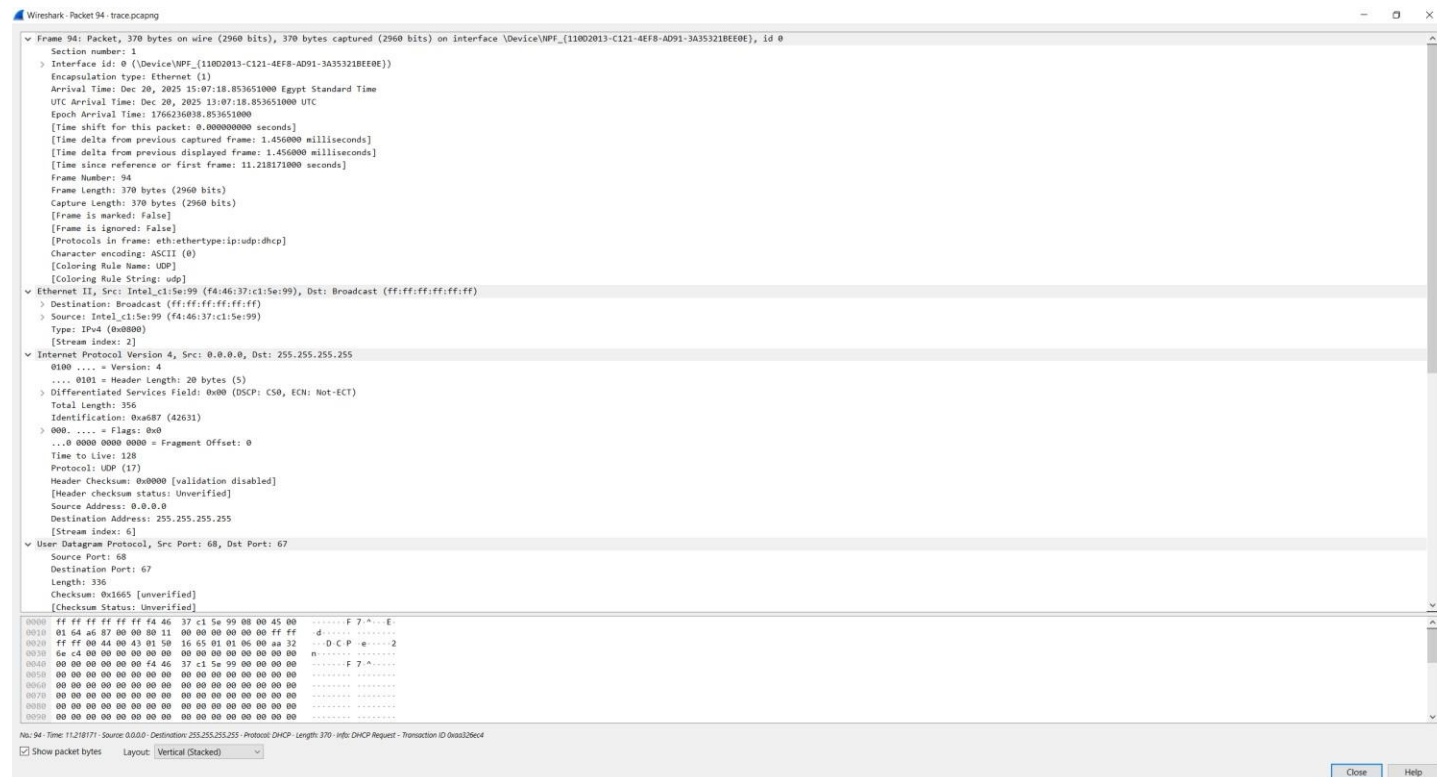 Wireshark · Packet 94 · trace.pcapng
Frame 94: Packet, 370 bytes on wire (2960 bits), 370 bytes captured (2960 bits) on interface \Device\NPF_{110D2013-C121-4EF8-AD91-3A35321BEE0E}, id 0
Section number: 1
Interface id: 0 (\Device\NPF_{110D2013-C121-4EF8-AD91-3A35321BEE0E})
Encapsulation type: Ethernet (1)
Arrival Time: Dec 20, 2025 15:07:18.853651000 Egypt Standard Time
UTC Arrival Time: Dec 20, 2025 13:07:18.853651000 UTC
Epoch Arrival Time: 1766236038.853651000
[Time shift for this packet: 0.000000000 seconds]
[Time delta from previous captured frame: 1.456000 milliseconds]
[Time delta from previous displayed frame: 1.456000 milliseconds]
[Time since reference or first frame: 11.218171000 seconds]
Frame Number: 94
Frame Length: 370 bytes (2960 bits)
Capture Length: 370 bytes (2960 bits)
[Frame is marked: False]
[Frame is ignored: False]
[Protocols in frame: eth:ethertype:ip:udp:dhcp]
Character encoding: ASCII (0)
[Coloring Rule Name: UDP]
[Coloring Rule String: udp]
Ethernet II, Src: Intel_c1:5e:99 (f4:46:37:c1:5e:99), Dst: Broadcast (ff:ff:ff:ff:ff:ff)
Destination: Broadcast (ff:ff:ff:ff:ff:ff)
Source: Intel_c1:5e:99 (f4:46:37:c1:5e:99)
Type: IPv4 (0x0800)
[Stream index: 2]
Internet Protocol Version 4, Src: 0.0.0.0, Dst: 255.255.255.255
0100 .... = Version: 4
.... 0101 = Header Length: 20 bytes (5)
Differentiated Services Field: 0x00 (DSCP: CS0, ECN: Not-ECT)
Total Length: 356
Identification: 0xa687 (42631)
000. .... = Flags: 0x0
...0 0000 0000 0000 = Fragment Offset: 0
Time to Live: 128
Protocol: UDP (17)
Header Checksum: 0x0000 [validation disabled]
[Header checksum status: Unverified]
Source Address: 0.0.0.0
Destination Address: 255.255.255.255
[Stream index: 6]
User Datagram Protocol, Src Port: 68, Dst Port: 67
Source Port: 68
Destination Port: 67
Length: 336
Checksum: 0x1665 [unverified]
[Checksum Status: Unverified]
0000 ff ff ff ff ff ff f4 46 37 c1 5e 99 08 00 45 00 ·······F 7·^···E·
0010 01 64 a6 87 00 00 80 11 00 00 00 00 00 00 ff ff ·d······ ········
0020 ff ff 00 44 00 43 01 50 16 65 01 01 06 00 aa 32 ···D·C·P ·e·····2
0030 6e c4 00 00 00 00 00 00 00 00 00 00 00 00 00 00 n······· ········
0040 00 00 00 00 00 00 f4 46 37 c1 5e 99 00 00 00 00 ·······F 7·^·····
0050 00 00 00 00 00 00 00 00 00 00 00 00 00 00 00 00 ········ ········
0060 00 00 00 00 00 00 00 00 00 00 00 00 00 00 00 00 ········ ········
0070 00 00 00 00 00 00 00 00 00 00 00 00 00 00 00 00 ········ ········
0080 00 00 00 00 00 00 00 00 00 00 00 00 00 00 00 00 ········ ········
0090 00 00 00 00 00 00 00 00 00 00 00 00 00 00 00 00 ········ ········
No.: 94 · Time: 11.218171 · Source: 0.0.0.0 · Destination: 255.255.255.255 · Protocol: DHCP · Length: 370 · Info: DHCP Request - Transaction ID 0xaa326ec4
Show packet bytes Layout: Vertical (Stacked)
Close Help